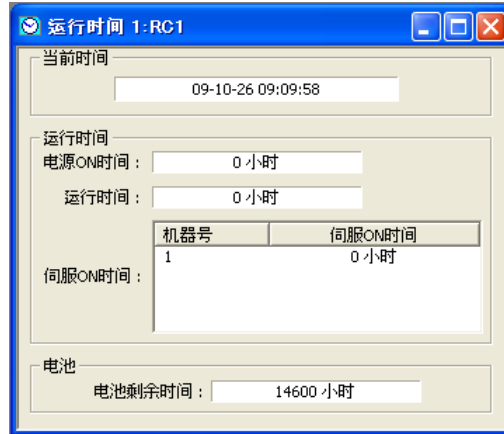 运行时间 1:RC1
当前时间
09-10-26 09:09:58
运行时间
电源ON时间： 0 小时
运行时间： 0 小时
机器号 伺服ON时间
1 0 小时
伺服ON时间：
电池
电池剩余时间： 14600 小时